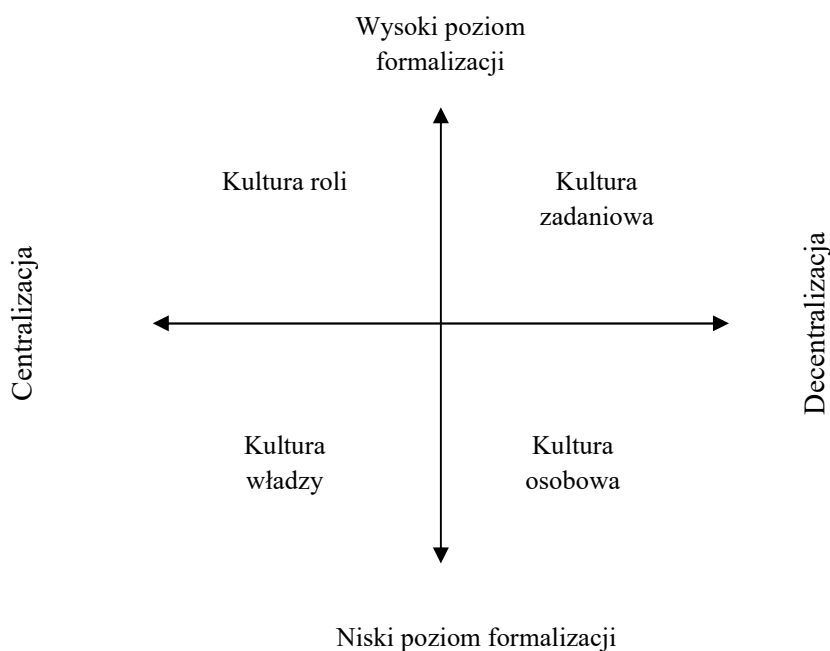 Wysoki poziom
formalizacji
Kultura roli
Kultura
zadaniowa
Centralizacja
Decentralizacja
Kultura
władzy
Kultura
osobowa
Niski poziom formalizacji